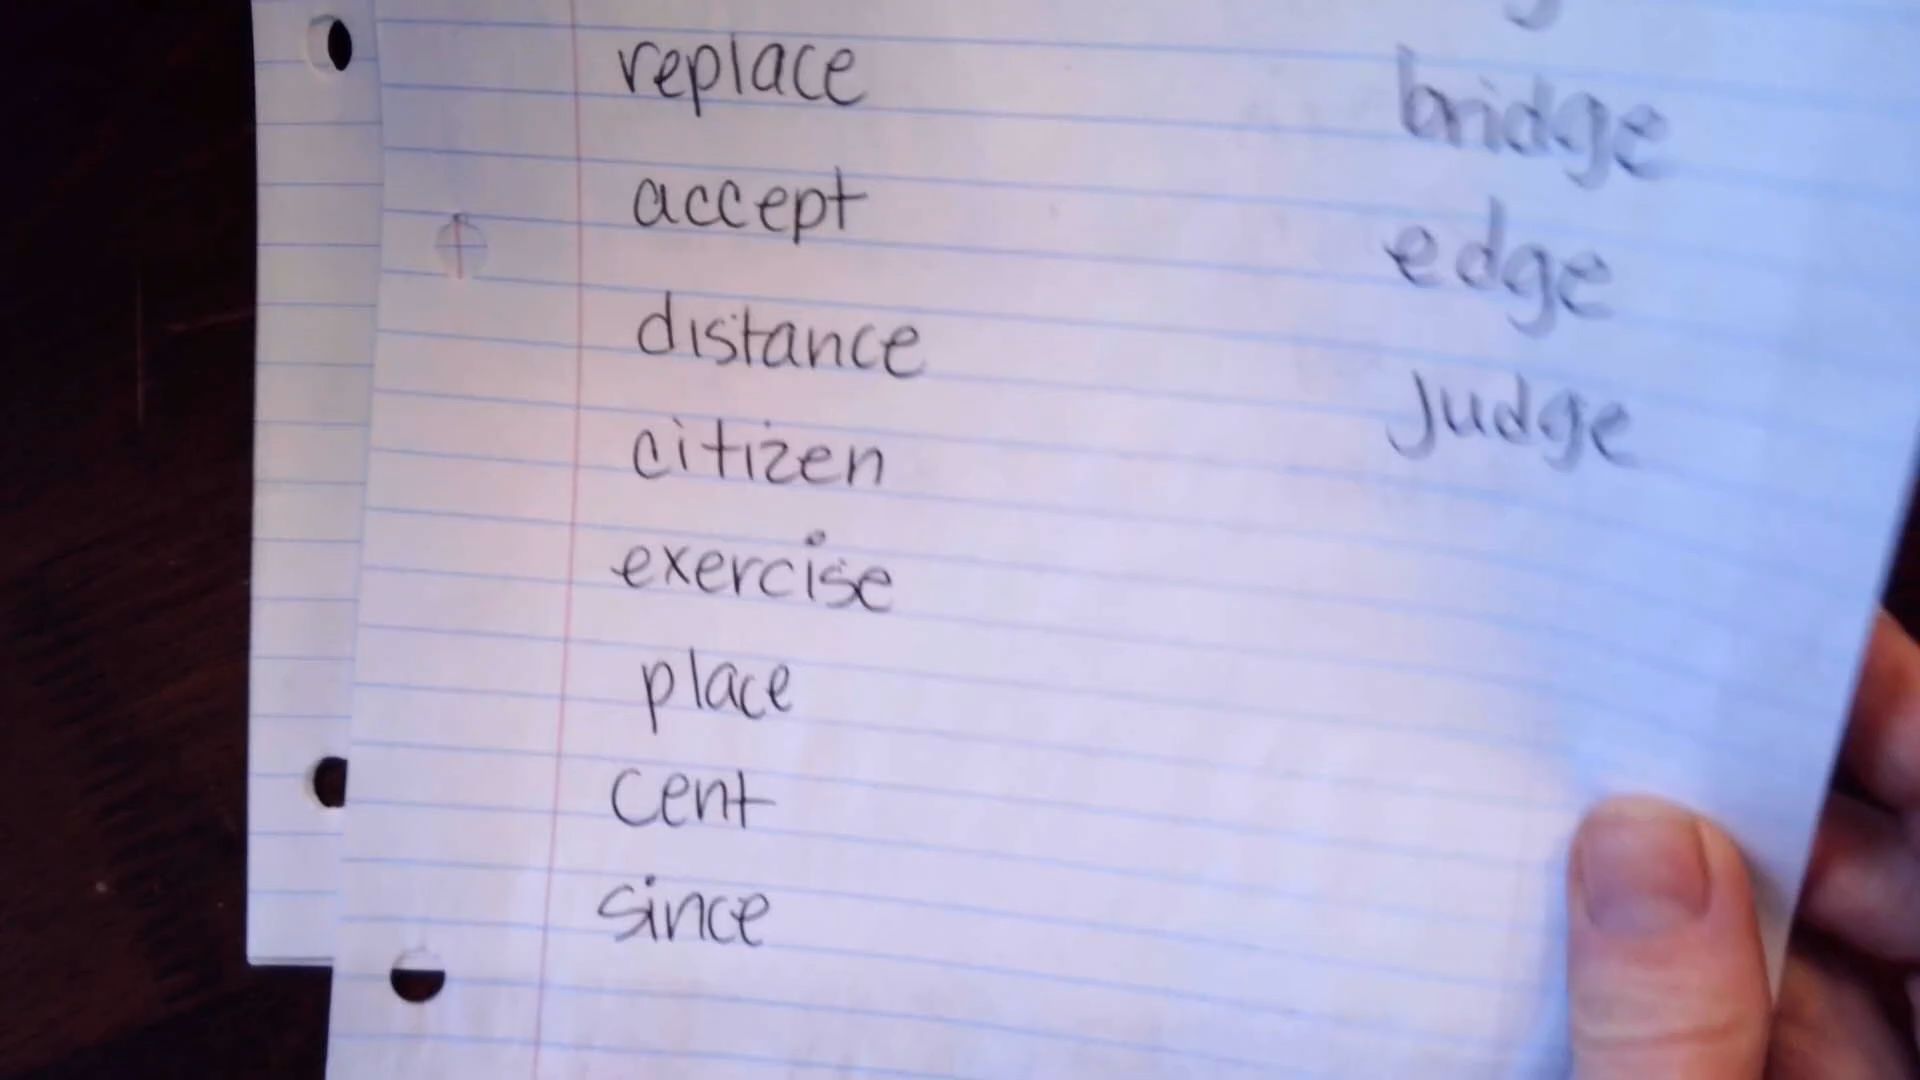 replace
accept
distance
citizen
exercise
place
cent
since
bridge
edge
judge